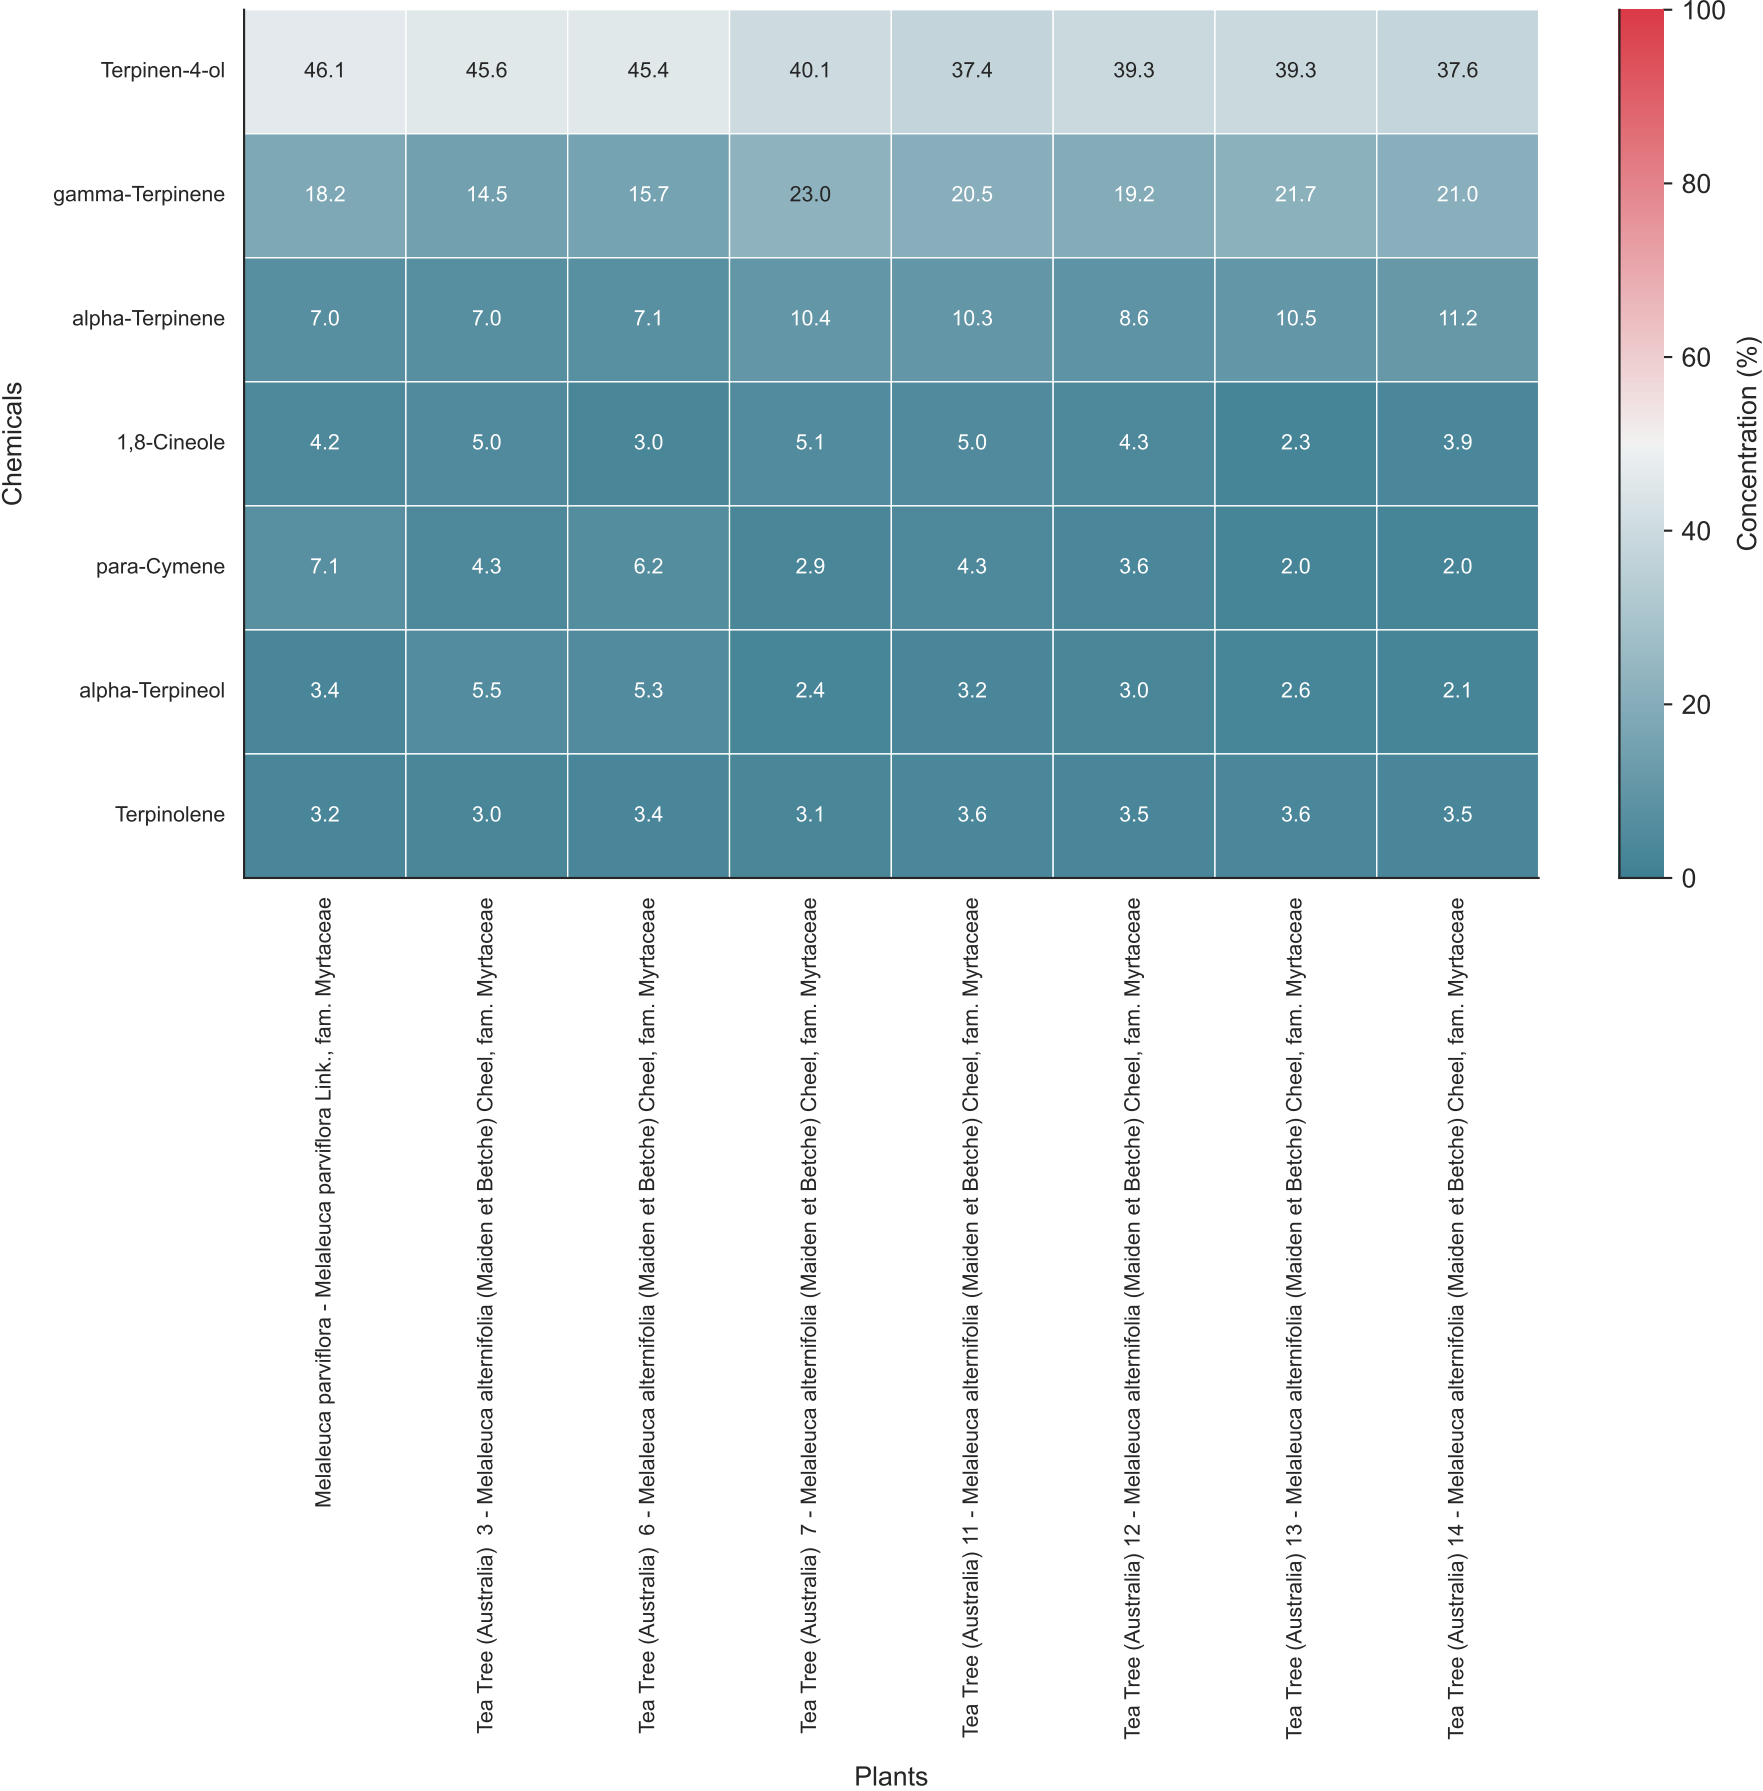 Chemicals
Terpinen-4-ol 46.1 45.6 45.4 40.1 37.4 39.3 39.3 37.6
gamma-Terpinene 18.2 14.5 15.7 23.0 20.5 19.2 21.7 21.0
alpha-Terpinene 7.0 7.0 7.1 10.4 10.3 8.6 10.5 11.2
1,8-Cineole 4.2 5.0 3.0 5.1 5.0 4.3 2.3 3.9
para-Cymene 7.1 4.3 6.2 2.9 4.3 3.6 2.0 2.0
alpha-Terpineol 3.4 5.5 5.3 2.4 3.2 3.0 2.6 2.1
Terpinolene 3.2 3.0 3.4 3.1 3.6 3.5 3.6 3.5
Melaleuca parviflora - Melaleuca parviflora Link., fam. Myrtaceae
Tea Tree (Australia)  3 - Melaleuca alternifolia (Maiden et Betche) Cheel, fam. Myrtaceae
Tea Tree (Australia)  6 - Melaleuca alternifolia (Maiden et Betche) Cheel, fam. Myrtaceae
Tea Tree (Australia)  7 - Melaleuca alternifolia (Maiden et Betche) Cheel, fam. Myrtaceae
Tea Tree (Australia) 11 - Melaleuca alternifolia (Maiden et Betche) Cheel, fam. Myrtaceae
Tea Tree (Australia) 12 - Melaleuca alternifolia (Maiden et Betche) Cheel, fam. Myrtaceae
Tea Tree (Australia) 13 - Melaleuca alternifolia (Maiden et Betche) Cheel, fam. Myrtaceae
Tea Tree (Australia) 14 - Melaleuca alternifolia (Maiden et Betche) Cheel, fam. Myrtaceae
Plants
100
80
60
40
20
0
Concentration (%)